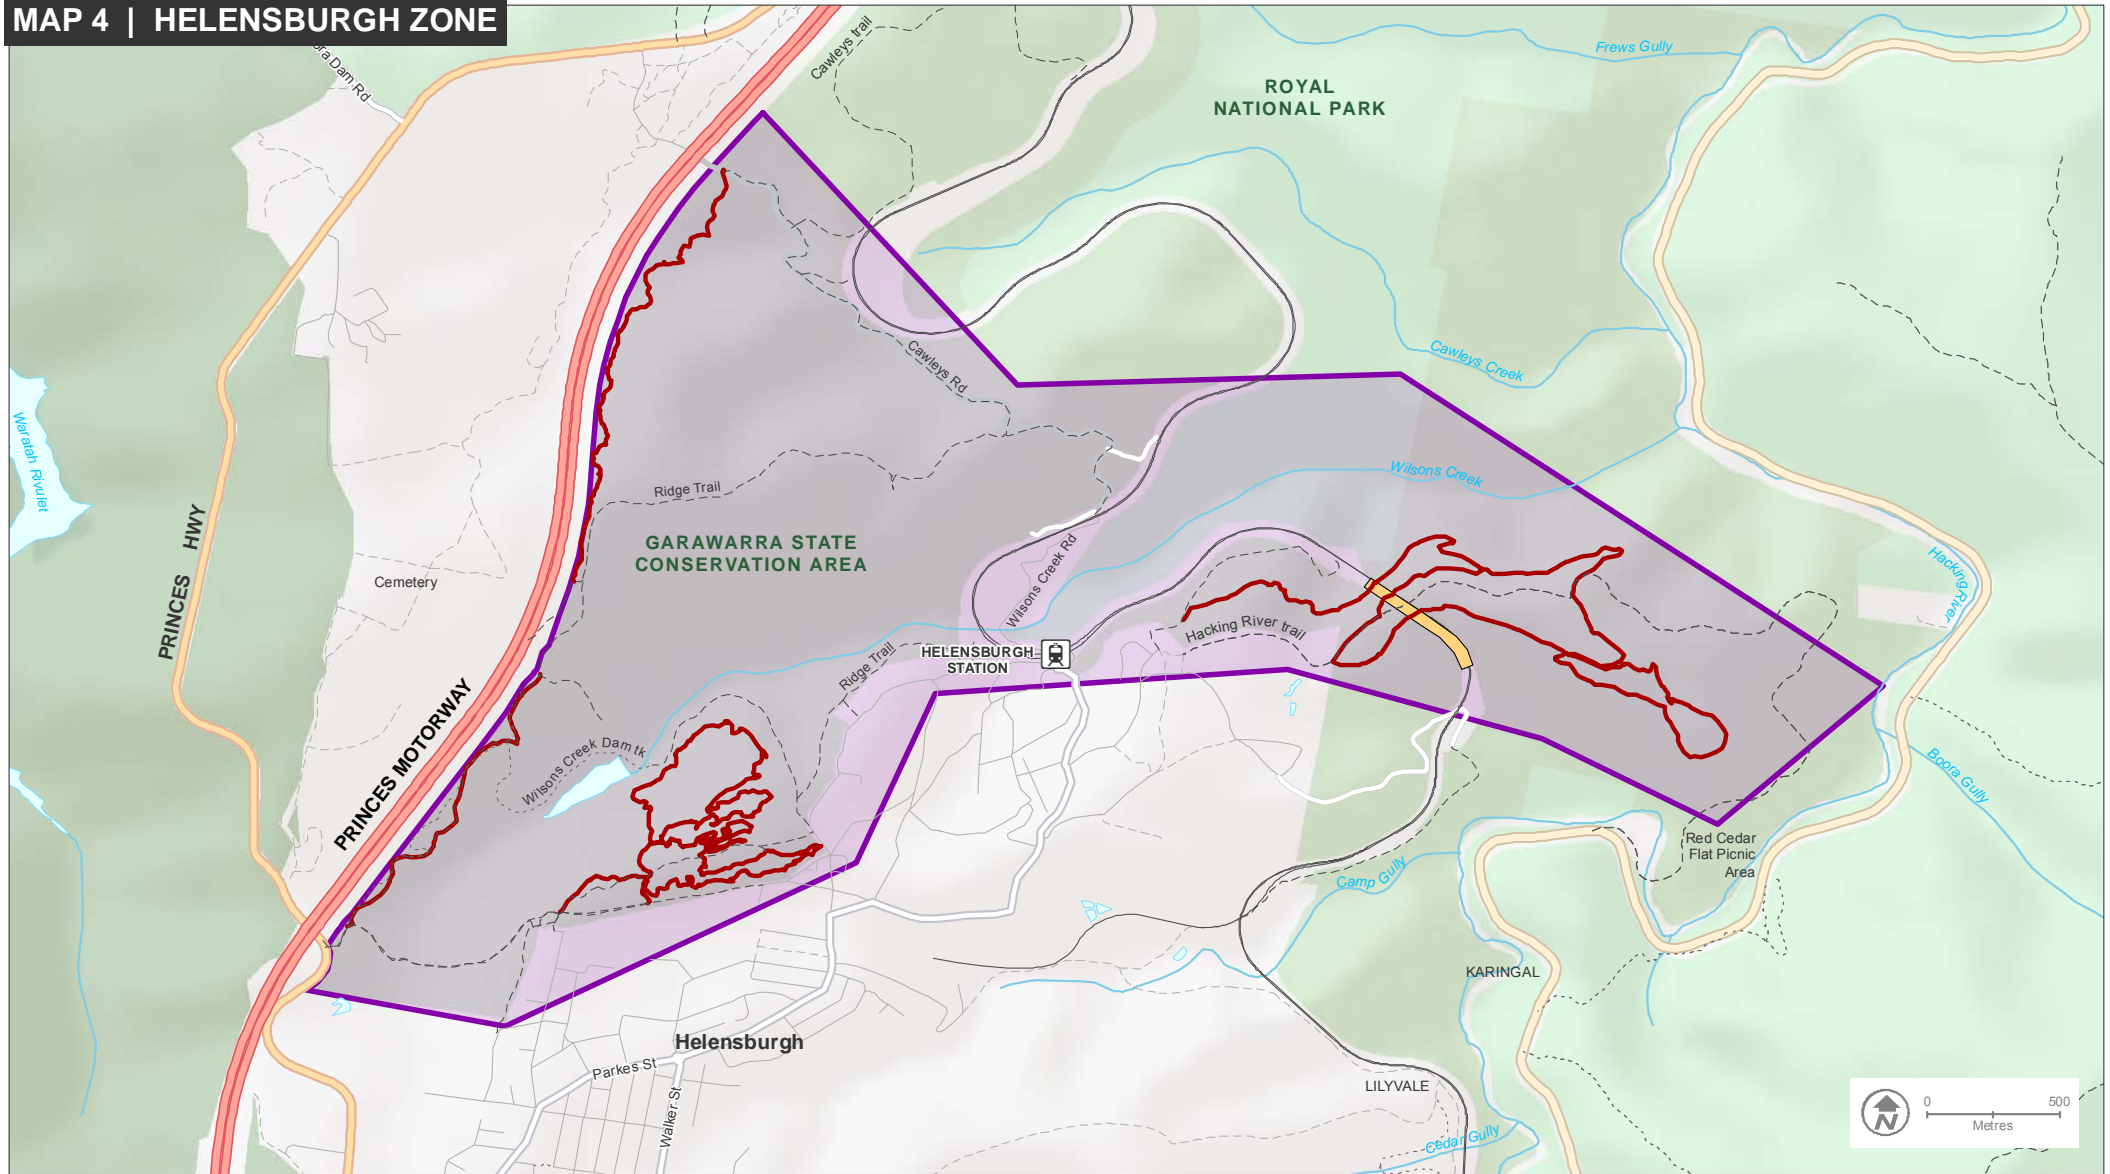 MAP 4 | HELENSBURGH ZONE
Dam Rd
Cawleys trail
Frews Gully
ROYAL
NATIONAL PARK
Cawleys Rd
Cawleys Creek
Waratah Rivulet
PRINCES HWY
Ridge Trail
Wilsons Creek
GARAWARRA STATE
CONSERVATION AREA
Cemetery
Wilsons Creek Rd
Hacking
River
Hacking River trail
HELENSBURGH
STATION
Ridge Trail
PRINCES MOTORWAY
Wilsons Creek Dam tk
Boora Gully
Red Cedar
Flat Picnic
Area
Camp Gully
KARINGAL
Helensburgh
Parkes St
Walker St
LILYVALE
Cedar Gully
N
0 500
Metres